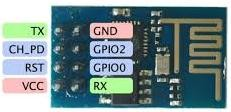 TX GND
CH_PD GPIO2
RST GPIO0
VCC RX